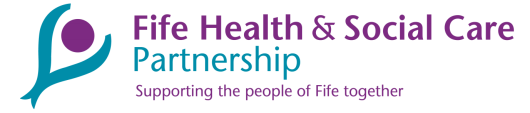 Fife Health & Social Care
Partnership
Supporting the people of Fife together